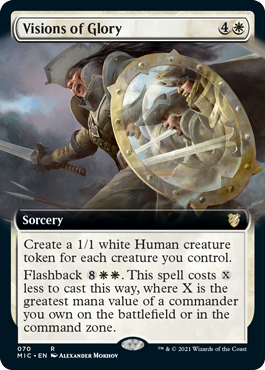 Visions of Glory 4
Sorcery
Create a 1/1 white Human creature
token for each creature you control.
Flashback 8. This spell costs X
less to cast this way, where X is the
greatest mana value of a commander
you own on the battlefield or in
the command zone.
070 R
MIC • EN Alexander Mokhov
™ & © 2021 Wizards of the Coast